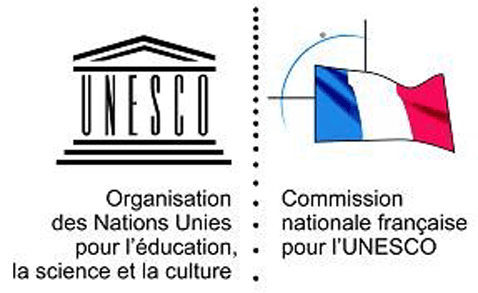 UNESCO
Organisation
des Nations Unies
pour l'éducation,
la science et la culture
Commission
nationale française
pour l'UNESCO